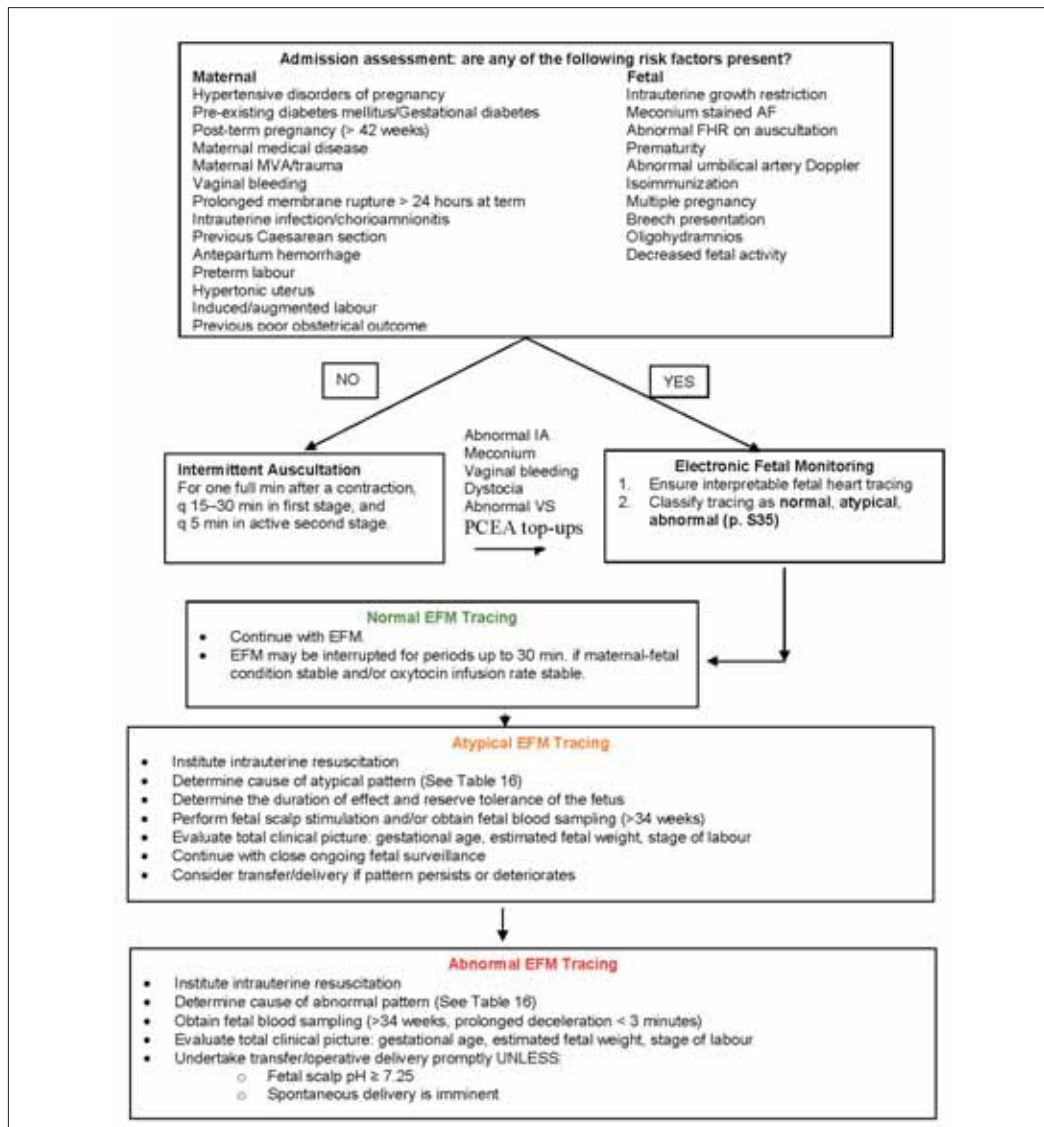 Admission assessment: are any of the following risk factors present?
Maternal
Hypertensive disorders of pregnancy
Pre-existing diabetes mellitus/Gestational diabetes
Post-term pregnancy (> 42 weeks)
Maternal medical disease
Maternal MVA/trauma
Vaginal bleeding
Prolonged membrane rupture > 24 hours at term
Intrauterine infection/chorioamnionitis
Previous Caesarean section
Antepartum hemorrhage
Preterm labour
Hypertonic uterus
Induced/augmented labour
Previous poor obstetrical outcome
Fetal
Intrauterine growth restriction
Meconium stained AF
Abnormal FHR on auscultation
Prematurity
Abnormal umbilical artery Doppler
Isoimmunization
Multiple pregnancy
Breech presentation
Oligohydramnios
Decreased fetal activity
NO
YES
Intermittent Auscultation
For one full min after a contraction,
q 15–30 min in first stage, and
q 5 min in active second stage.
Abnormal IA
Meconium
Vaginal bleeding
Dystocia
Abnormal VS
PCEA top-ups
Electronic Fetal Monitoring
1. Ensure interpretable fetal heart tracing
2. Classify tracing as normal, atypical,
abnormal (p. S35)
Normal EFM Tracing
• Continue with EFM.
• EFM may be interrupted for periods up to 30 min. if maternal-fetal
condition stable and/or oxytocin infusion rate stable.
Atypical EFM Tracing
• Institute intrauterine resuscitation
• Determine cause of atypical pattern (See Table 16)
• Determine the duration of effect and reserve tolerance of the fetus
• Perform fetal scalp stimulation and/or obtain fetal blood sampling (>34 weeks)
• Evaluate total clinical picture: gestational age, estimated fetal weight, stage of labour
• Continue with close ongoing fetal surveillance
• Consider transfer/delivery if pattern persists or deteriorates
Abnormal EFM Tracing
• Institute intrauterine resuscitation
• Determine cause of abnormal pattern (See Table 16)
• Obtain fetal blood sampling (>34 weeks, prolonged deceleration < 3 minutes)
• Evaluate total clinical picture: gestational age, estimated fetal weight, stage of labour
• Undertake transfer/operative delivery promptly UNLESS:
o Fetal scalp pH ≥ 7.25
o Spontaneous delivery is imminent